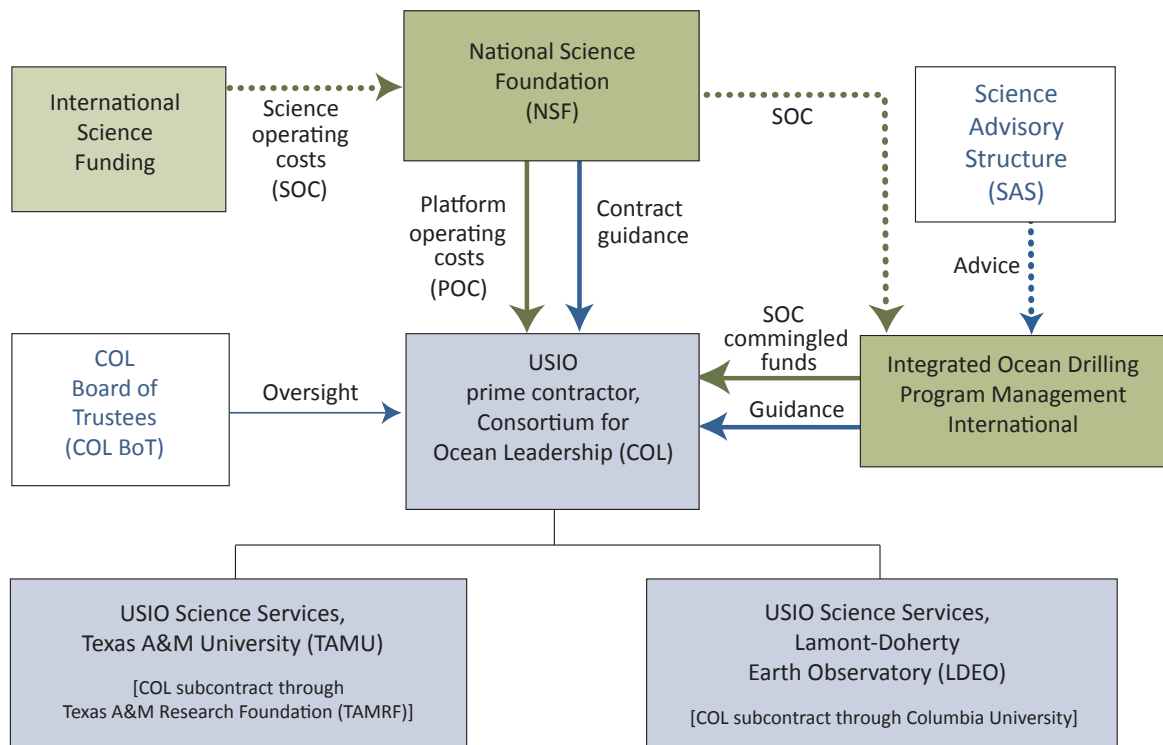 International
Science
Funding
Science
operating
costs
(SOC)
National Science
Foundation
(NSF)
SOC
Science
Advisory
Structure
(SAS)
Platform
operating
costs
(POC)
Contract
guidance
Advice
COL
Board of
Trustees
(COL BoT)
Oversight
USIO
prime contractor,
Consortium for
Ocean Leadership (COL)
SOC
commingled
funds
Guidance
Integrated Ocean Drilling
Program Management
International
USIO Science Services,
Texas A&M University (TAMU)
[COL subcontract through
Texas A&M Research Foundation (TAMRF)]
USIO Science Services,
Lamont-Doherty
Earth Observatory (LDEO)
[COL subcontract through Columbia University]